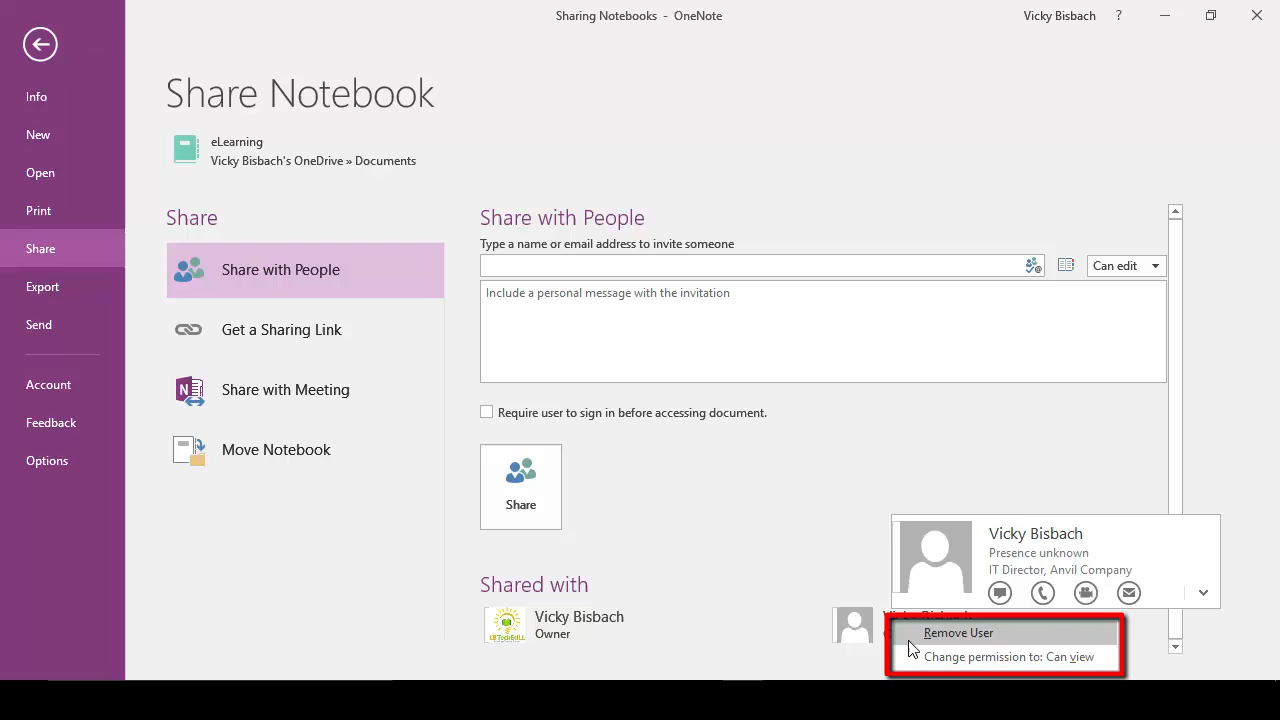 Sharing Notebooks - OneNote
Vicky Bisbach ?
Info
New
Open
Print
Share
Export
Send
Account
Feedback
Options
Share Notebook
eLearning
Vicky Bisbach's OneDrive » Documents
Share
Share with People
Get a Sharing Link
Share with Meeting
Move Notebook
Share with People
Type a name or email address to invite someone
Can edit
Include a personal message with the invitation
Require user to sign in before accessing document.
Share
Shared with
Vicky Bisbach
Owner
LBTechEdLL
Vicky Bisbach
Presence unknown
IT Director, Anvil Company
Remove User
Change permission to: Can view